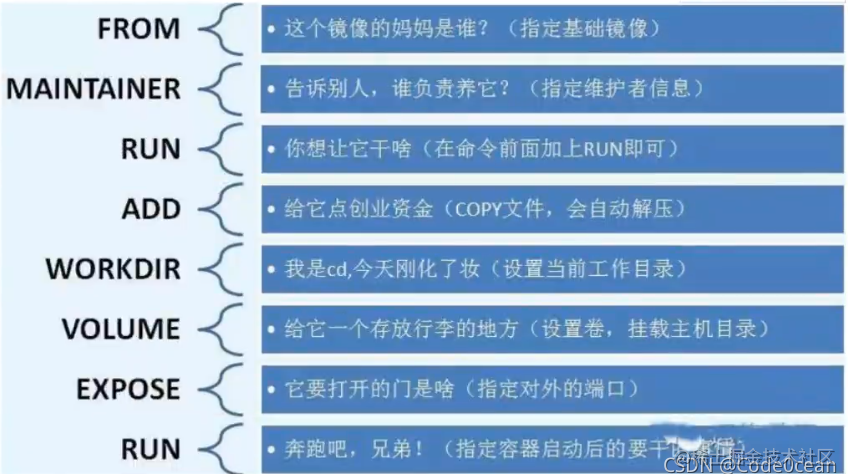 FROM
• 这个镜像的妈妈是谁？（指定基础镜像）
MAINTAINER
• 告诉别人，谁负责养它？（指定维护者信息）
RUN
• 你想让它干啥（在命令前面加上RUN即可）
ADD
• 给它点创业资金（COPY文件，会自动解压）
WORKDIR
• 我是cd,今天刚化了妆（设置当前工作目录）
VOLUME
• 给它一个存放行李的地方（设置卷，挂载主机目录）
EXPOSE
• 它要打开的门是啥（指定对外的端口）
RUN
• 奔跑吧，兄弟！（指定容器启动后的要干
掘金技术社区
CSDN @Code0cean